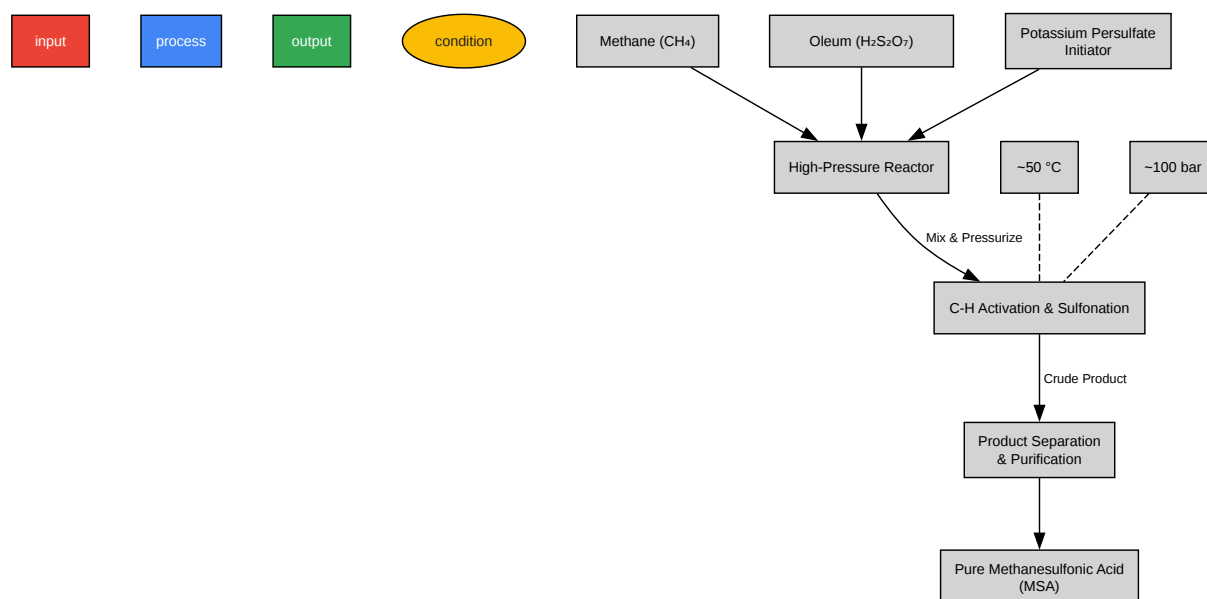 input
process
output
condition
Methane (CH₄)
Oleum (H₂S₂O₇)
Potassium Persulfate
Initiator
High-Pressure Reactor
~50 °C
~100 bar
Mix & Pressurize
C-H Activation & Sulfonation
Crude Product
Product Separation
& Purification
Pure Methanesulfonic Acid
(MSA)